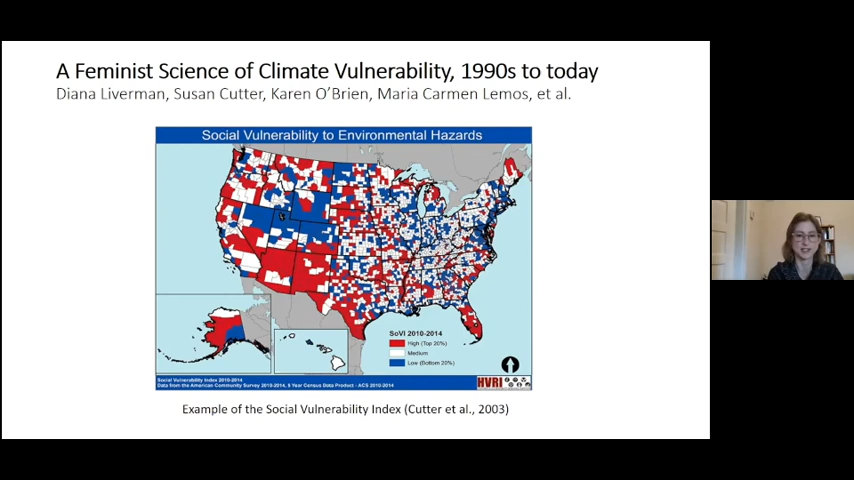 A Feminist Science of Climate Vulnerability, 1990s to today
Diana Liverman, Susan Cutter, Karen O’Brien, Maria Carmen Lemos, et al.
Social Vulnerability to Environmental Hazards
SoVI 2010-2014
High (Top 20%)
Medium
Low (Bottom 20%)
Social Vulnerability Index 2010-2014
Data from the American Community Survey 2010-2014, 5 Year Census Data Product - ACS 2010-2014
HVRI
Example of the Social Vulnerability Index (Cutter et al., 2003)